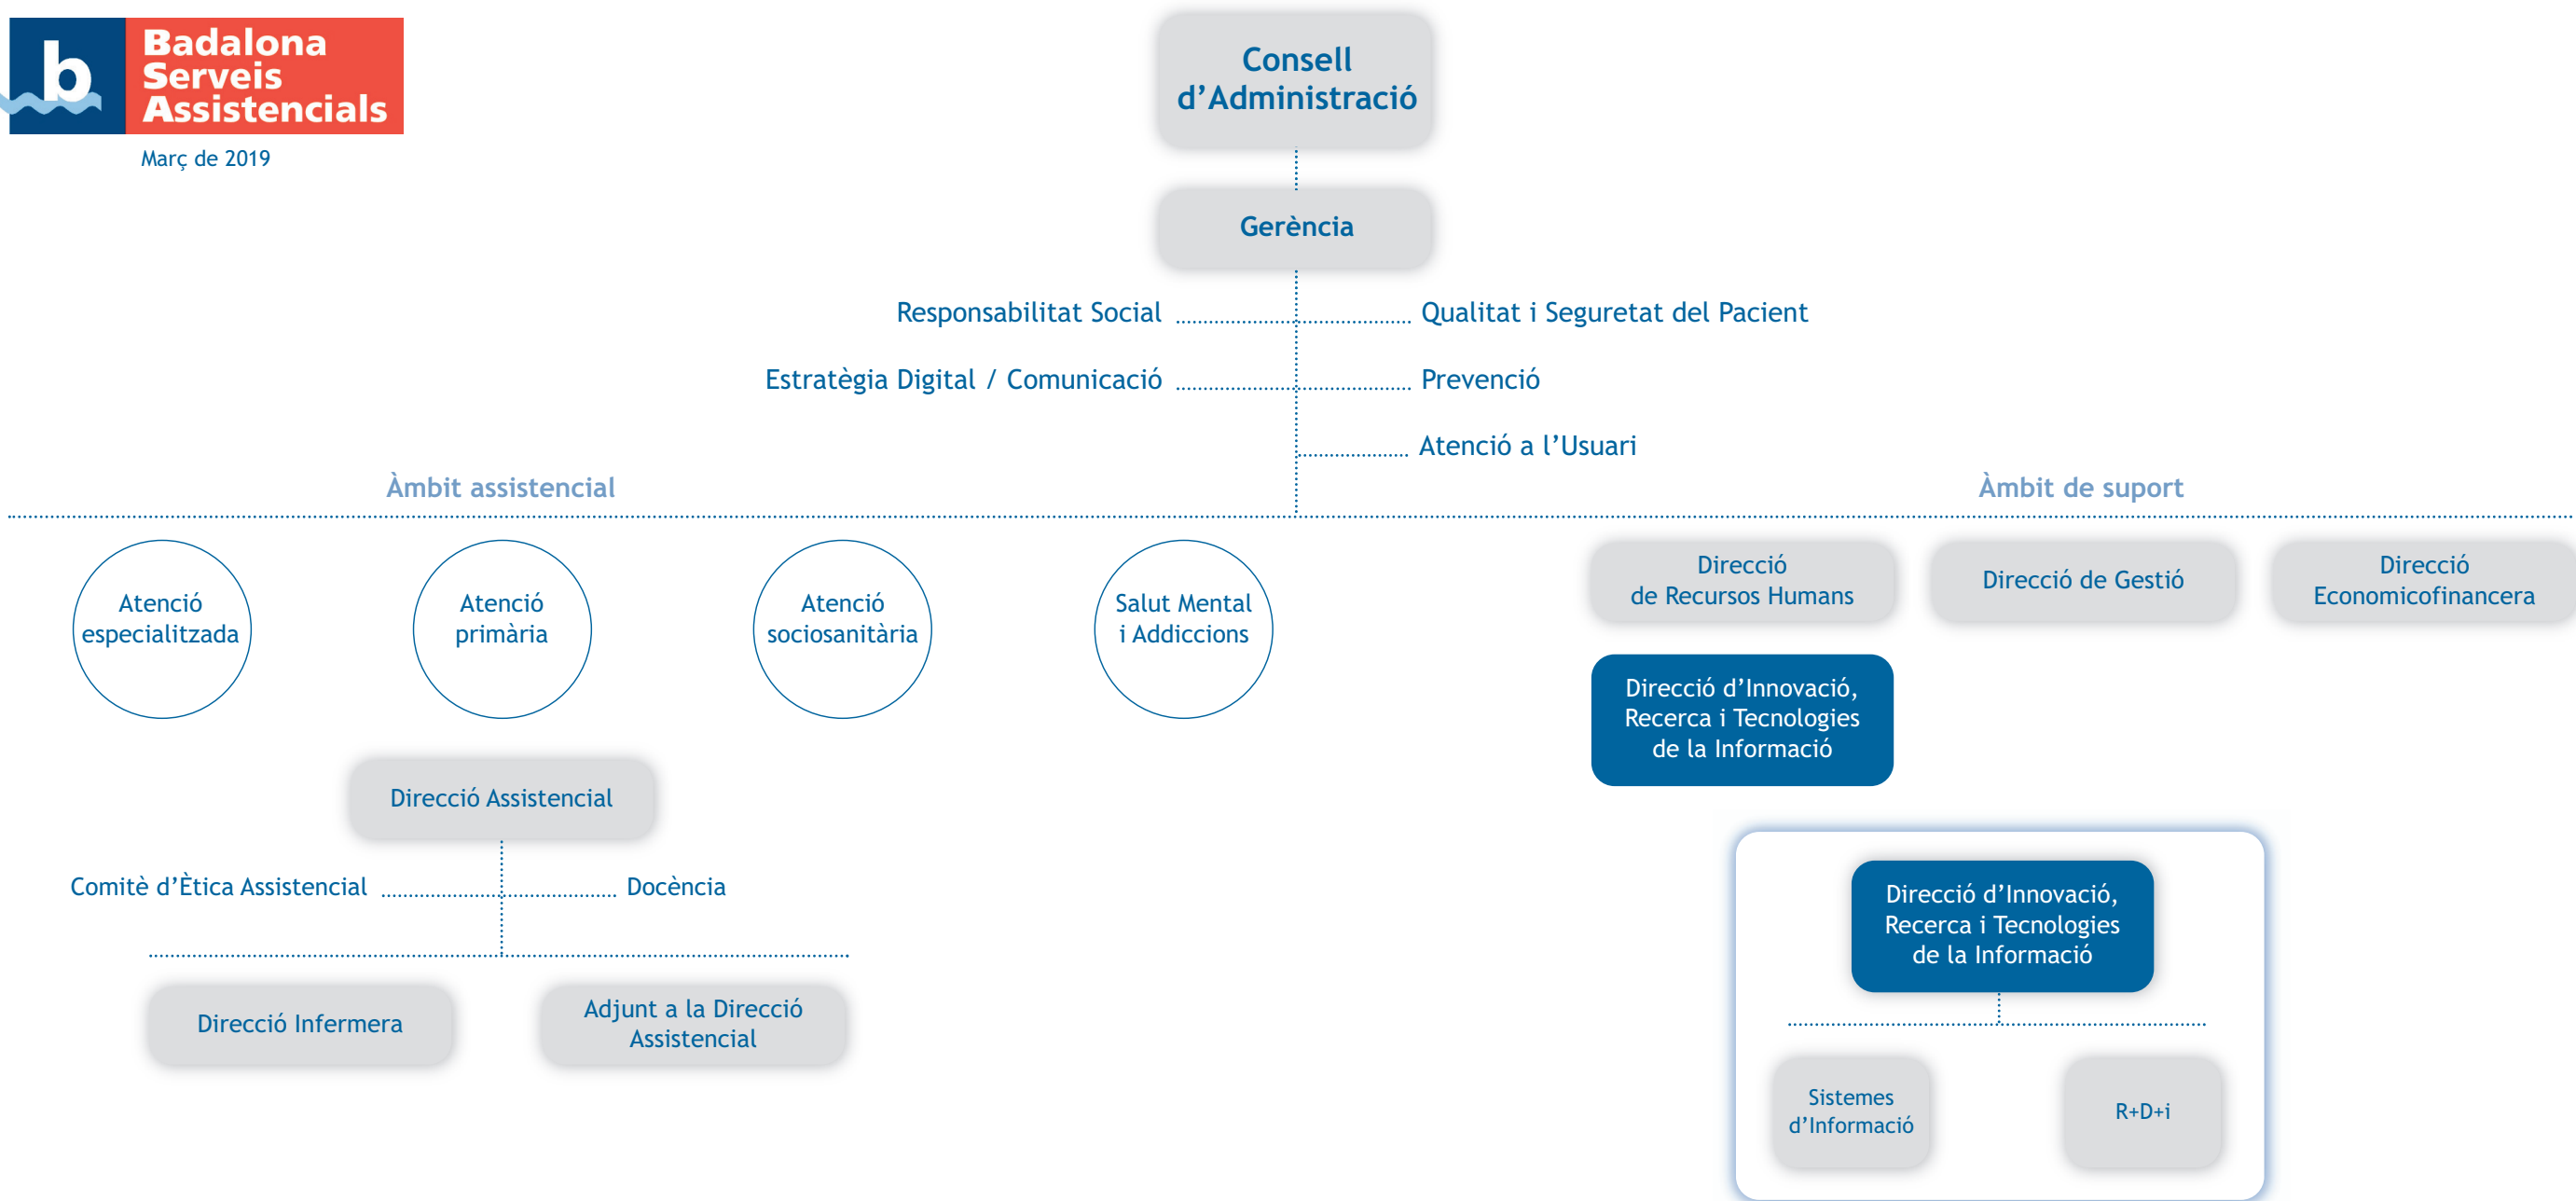 b
Badalona
Serveis
Assistencials
Març de 2019
Consell
d’Administració
Gerència
Responsabilitat Social
Qualitat i Seguretat del Pacient
Estratègia Digital / Comunicació
Prevenció
Atenció a l’Usuari
Àmbit assistencial
Àmbit de suport
Atenció
especialitzada
Atenció
primària
Atenció
sociosanitària
Salut Mental
i Addiccions
Direcció
de Recursos Humans
Direcció de Gestió
Direcció
Economicofinancera
Direcció d’Innovació,
Recerca i Tecnologies
de la Informació
Direcció Assistencial
Comitè d’Ètica Assistencial
Docència
Direcció Infermera
Adjunt a la Direcció
Assistencial
Direcció d’Innovació,
Recerca i Tecnologies
de la Informació
Sistemes
d’Informació
R+D+i